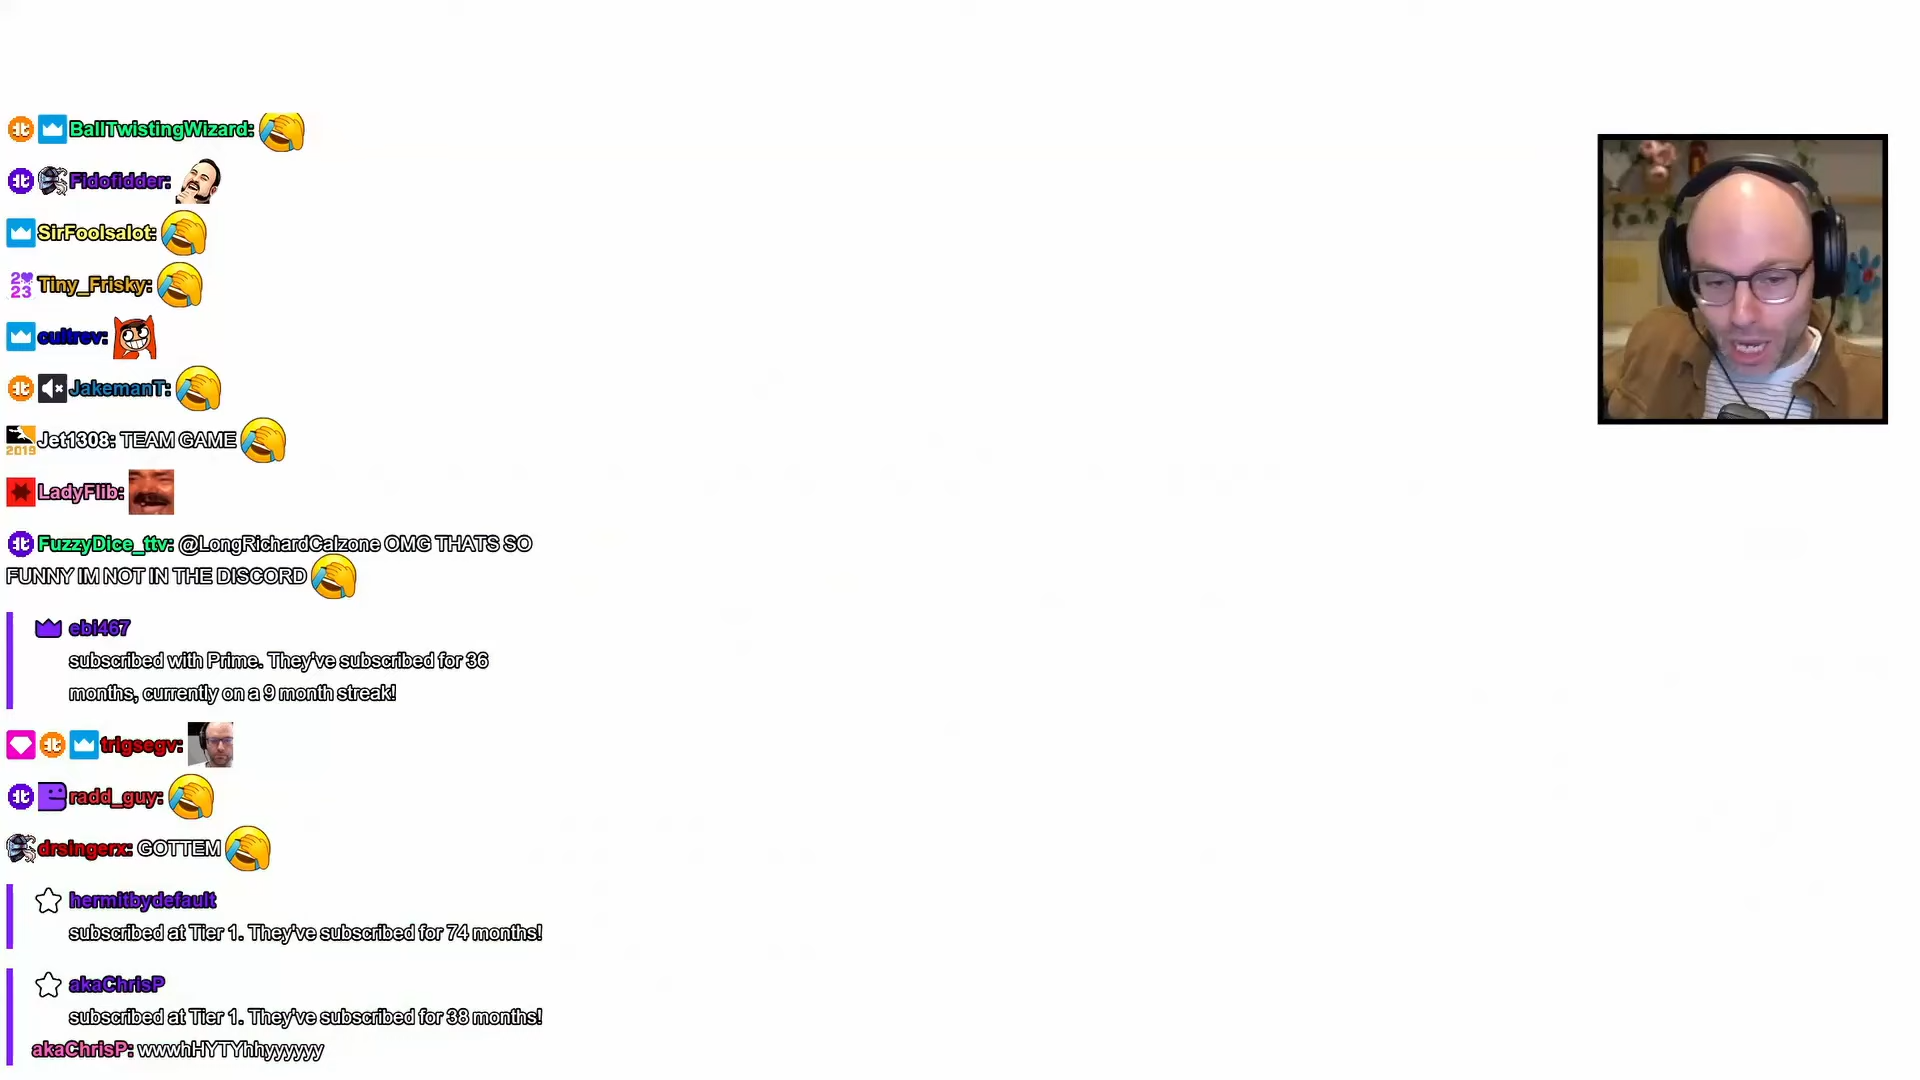 BallTwistingWizard:
Fidofidder:
SirFoolsalot:
2023 Tiny_Frisky:
cuitrev:
JakemanT:
2019 Jet1308: TEAM GAME
LadyFlib:
FuzzyDice_ttv: @LongRichardCalzone OMG THATS SO
FUNNY IM NOT IN THE DISCORD
ebi467
subscribed with Prime. They've subscribed for 36
months, currently on a 9 month streak!
trigsegv:
radd_guy:
drsingerx: GOTTEM
hermitbydefault
subscribed at Tier 1. They've subscribed for 74 months!
akaChrisP
subscribed at Tier 1. They've subscribed for 38 months!
akaChrisP: wwwhHYTYhhyyyyyy